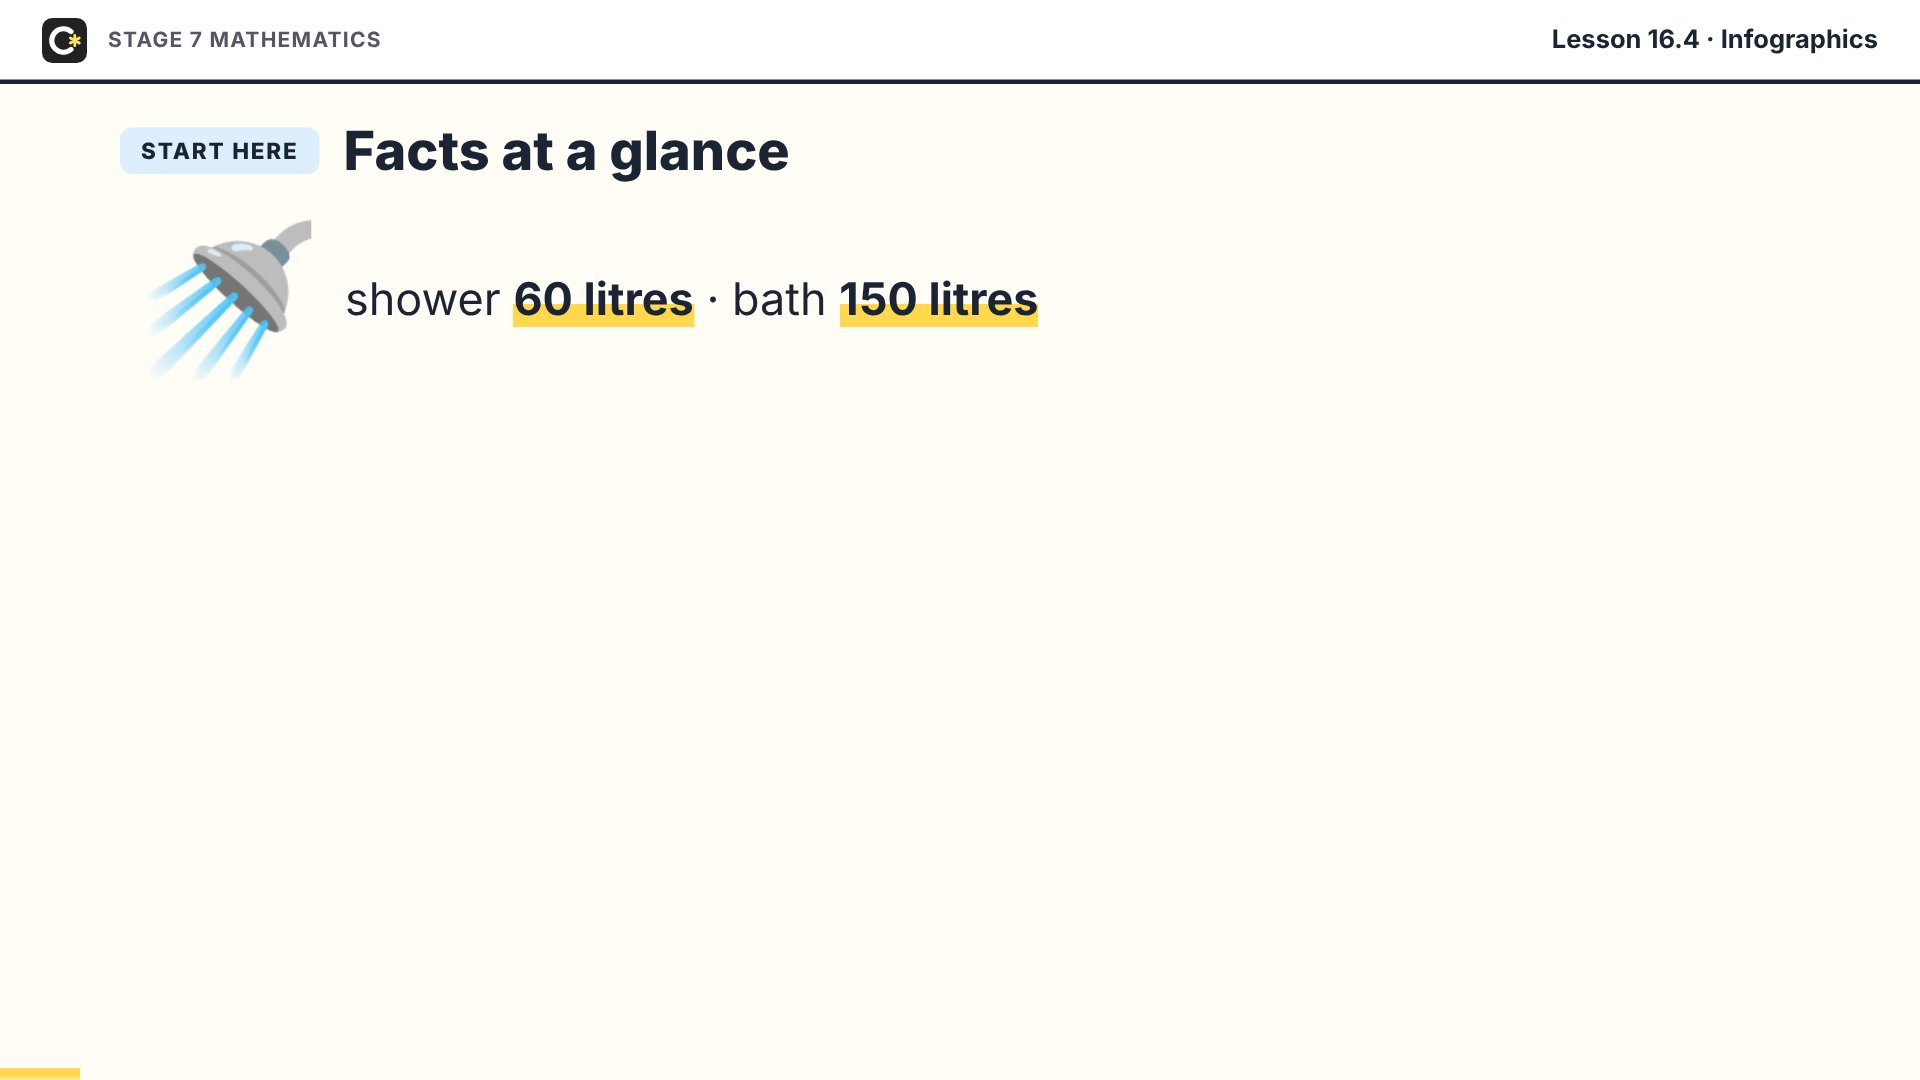 STAGE 7 MATHEMATICS
Lesson 16.4 · Infographics
START HERE
Facts at a glance
shower 60 litres · bath 150 litres